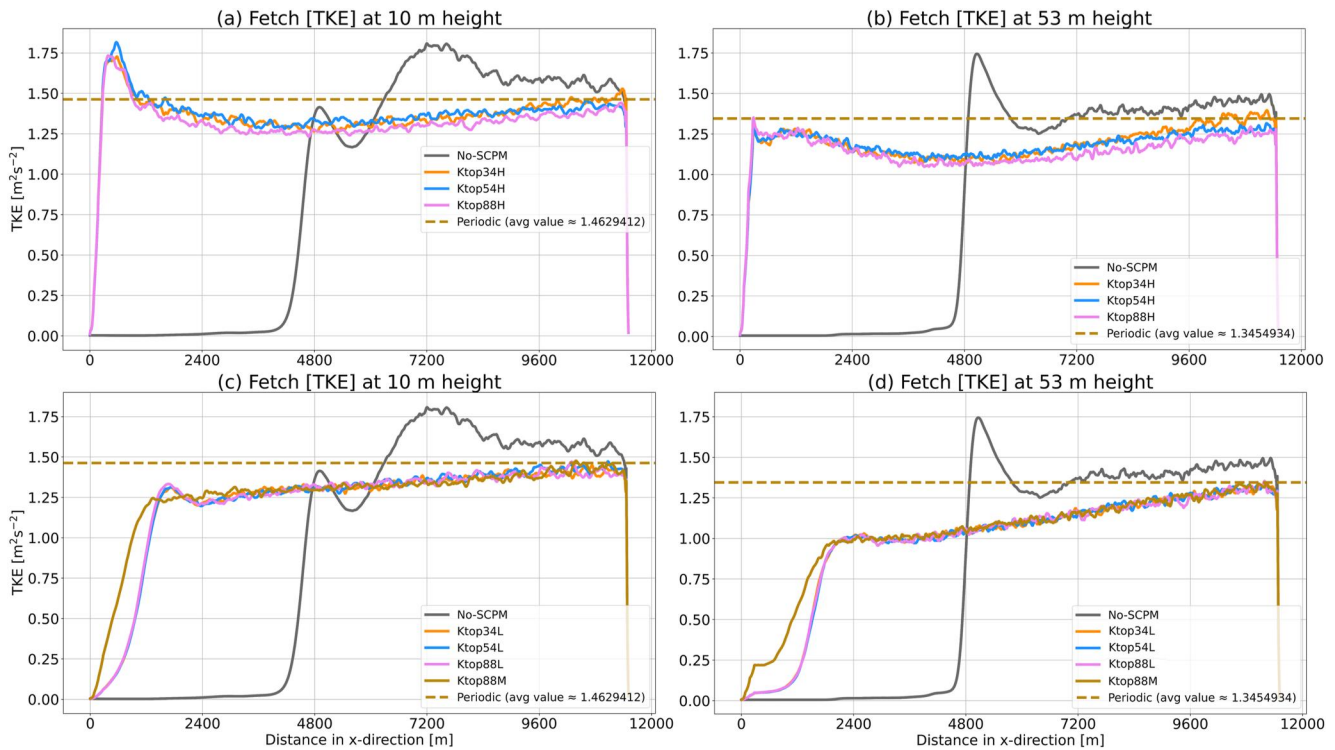 (a) Fetch [TKE] at 10 m height
TKE [m²s⁻²]
1.75
1.50
1.25
1.00
0.75
0.50
0.25
0.00
No-SCPM
Ktop34H
Ktop54H
Ktop88H
Periodic (avg value ≈ 1.4629412)
0 2400 4800 7200 9600 12000
(b) Fetch [TKE] at 53 m height
1.75
1.50
1.25
1.00
0.75
0.50
0.25
0.00
No-SCPM
Ktop34H
Ktop54H
Ktop88H
Periodic (avg value ≈ 1.3454934)
0 2400 4800 7200 9600 12000
(c) Fetch [TKE] at 10 m height
TKE [m²s⁻²]
1.75
1.50
1.25
1.00
0.75
0.50
0.25
0.00
No-SCPM
Ktop34L
Ktop54L
Ktop88L
Ktop88M
Periodic (avg value ≈ 1.4629412)
0 2400 4800 7200 9600 12000
Distance in x-direction [m]
(d) Fetch [TKE] at 53 m height
1.75
1.50
1.25
1.00
0.75
0.50
0.25
0.00
No-SCPM
Ktop34L
Ktop54L
Ktop88L
Ktop88M
Periodic (avg value ≈ 1.3454934)
0 2400 4800 7200 9600 12000
Distance in x-direction [m]